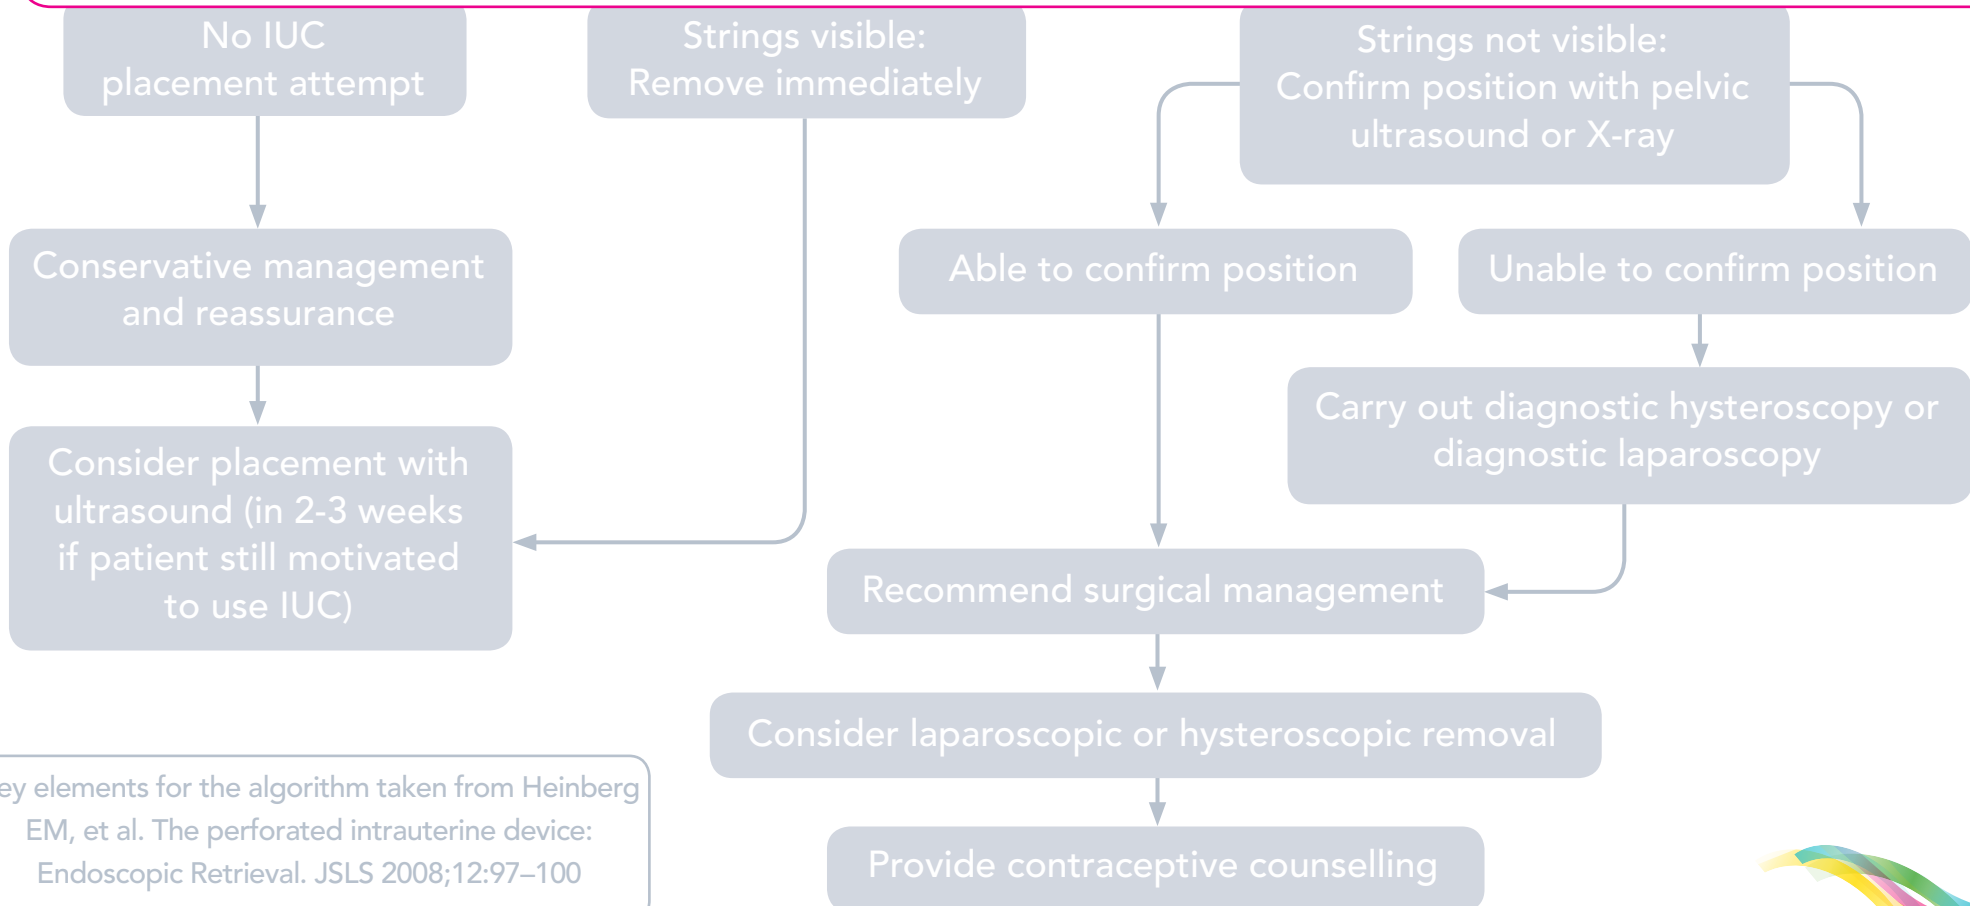 No IUC
placement attempt
Strings visible:
Remove immediately
Strings not visible:
Confirm position with pelvic
ultrasound or X-ray
Conservative management
and reassurance
Able to confirm position
Unable to confirm position
Carry out diagnostic hysteroscopy or
diagnostic laparoscopy
Consider placement with
ultrasound (in 2-3 weeks
if patient still motivated
to use IUC)
Recommend surgical management
Consider laparoscopic or hysteroscopic removal
Provide contraceptive counselling
ey elements for the algorithm taken from Heinberg
EM, et al. The perforated intrauterine device:
Endoscopic Retrieval. JSLS 2008;12:97–100